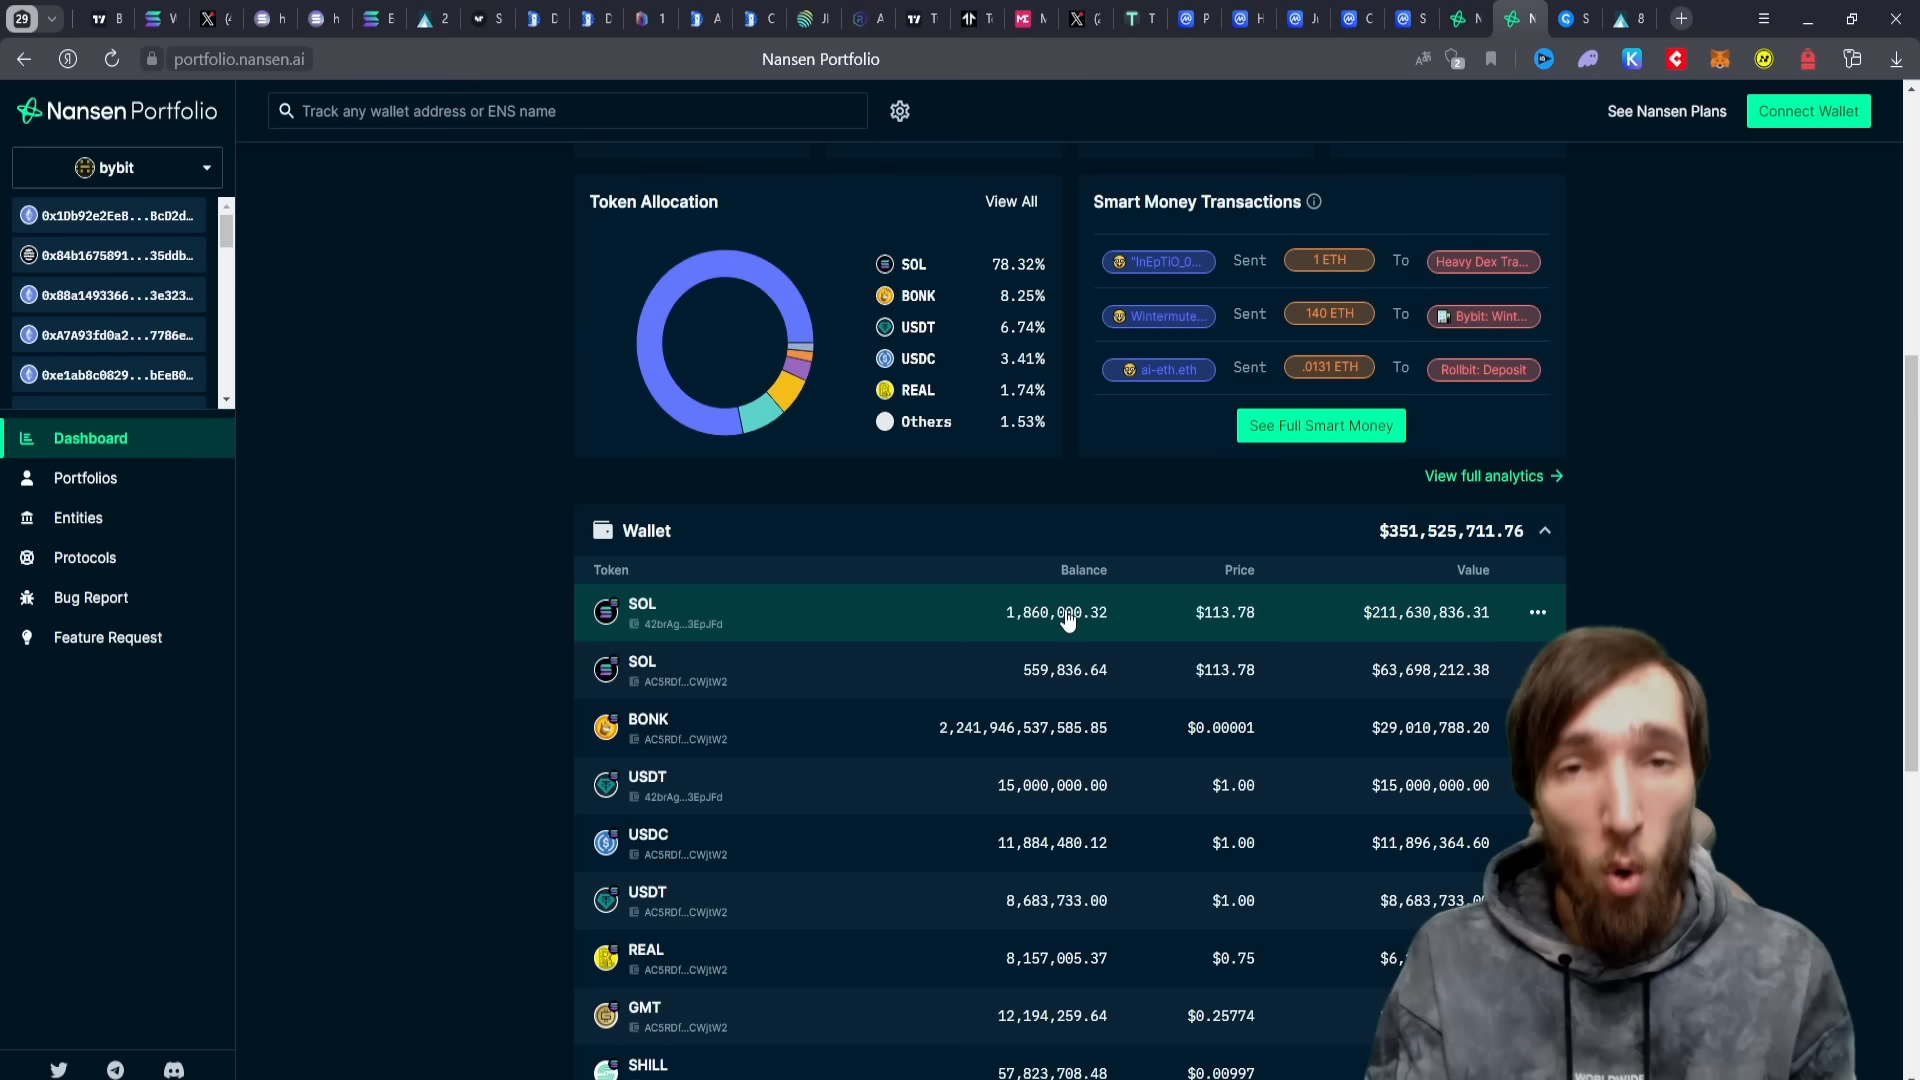 29
portfolio.nansen.ai
Nansen Portfolio
2
Nansen Portfolio
Track any wallet address or ENS name
See Nansen Plans
Connect Wallet
bybit
0x1Db92e2EeB...BcD2d…
0x84b1675891...35ddb…
0x88a1493366...3e323…
0xA7A93fd0a2...7786e…
0xe1ab8c0829...bEeB0…
Dashboard
Portfolios
Entities
Protocols
Bug Report
Feature Request
Token Allocation
View All
SOL 78.32%
BONK 8.25%
USDT 6.74%
USDC 3.41%
REAL 1.74%
Others 1.53%
Smart Money Transactions
"InEpTiO_0... Sent 1 ETH To Heavy Dex Tra...
Wintermute... Sent 140 ETH To Bybit: Wint...
ai-eth.eth Sent .0131 ETH To Rollbit: Deposit
See Full Smart Money
View full analytics
Wallet $351,525,711.76
Token Balance Price Value
SOL 1,860,000.32 $113.78 $211,630,836.31
42brAg...3EpJFd
SOL 559,836.64 $113.78 $63,698,212.38
AC5RDf...CWjtW2
BONK 2,241,946,537,585.85 $0.00001 $29,010,788.20
AC5RDf...CWjtW2
USDT 15,000,000.00 $1.00 $15,000,000.00
42brAg...3EpJFd
USDC 11,884,480.12 $1.00 $11,896,364.60
AC5RDf...CWjtW2
USDT 8,683,733.00 $1.00 $8,683,733.00
AC5RDf...CWjtW2
REAL 8,157,005.37 $0.75 $6,
AC5RDf...CWjtW2
GMT 12,194,259.64 $0.25774
AC5RDf...CWjtW2
SHILL 57,823,708.48 $0.00997
WORLDWIDE